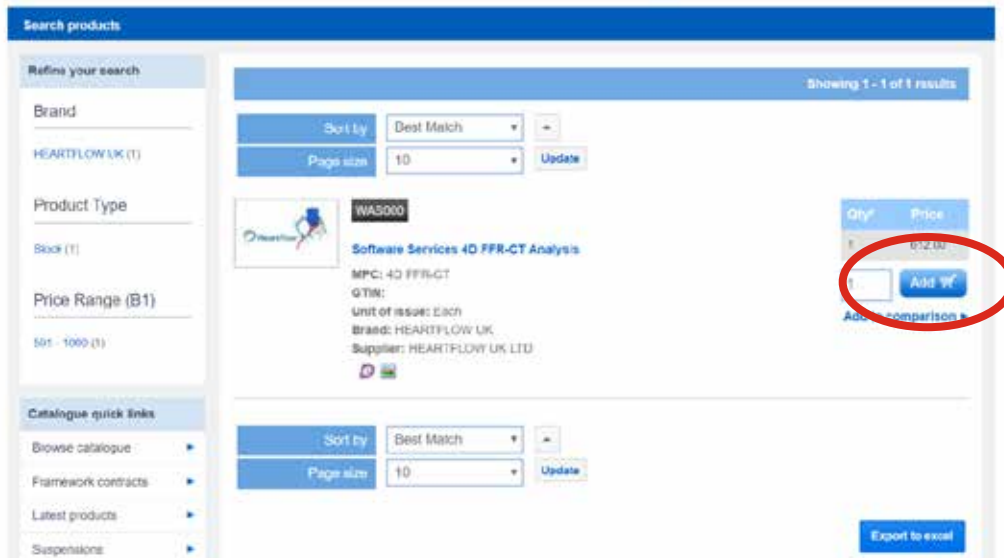 Search products
Refine your search
Brand
HEARTFLOW UK (1)
Product Type
Stock (1)
Price Range (B1)
501 - 1000 (1)
Catalogue quick links
Browse catalogue
Framework contracts
Latest products
Suspensions
Showing 1 - 1 of 1 results
Sort by Best Match
Page size 10 Update
HeartFlow
WAS000
Software Services 4D FFR-CT Analysis
MPC: 4D FFR-CT
GTIN:
Unit of issue: Each
Brand: HEARTFLOW UK
Supplier: HEARTFLOW UK LTD
Qty* Price
1 612.00
1 Add
Add to comparison
Sort by Best Match
Page size 10 Update
Export to excel